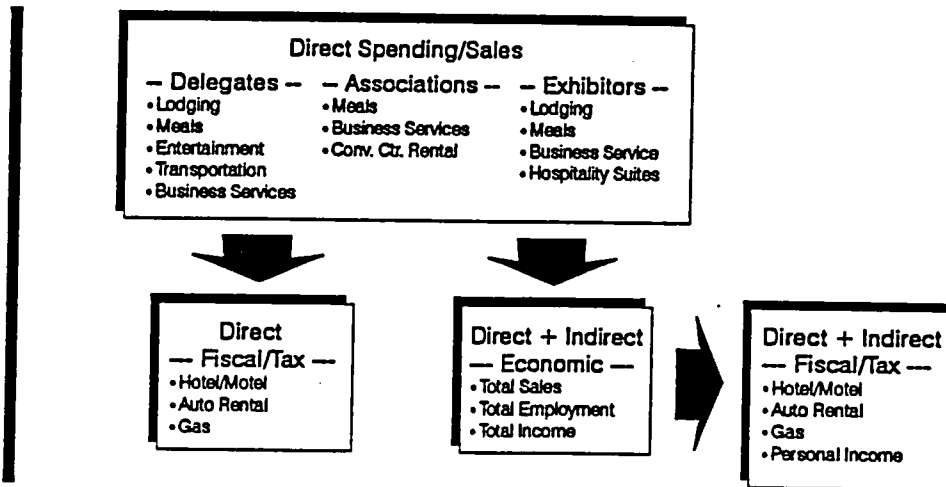 Direct Spending/Sales
— Delegates —
• Lodging
• Meals
• Entertainment
• Transportation
• Business Services
— Associations —
• Meals
• Business Services
• Conv. Ctr. Rental
— Exhibitors —
• Lodging
• Meals
• Business Service
• Hospitality Suites
Direct
— Fiscal/Tax —
• Hotel/Motel
• Auto Rental
• Gas
Direct + Indirect
— Economic —
• Total Sales
• Total Employment
• Total Income
Direct + Indirect
— Fiscal/Tax —
• Hotel/Motel
• Auto Rental
• Gas
• Personal Income